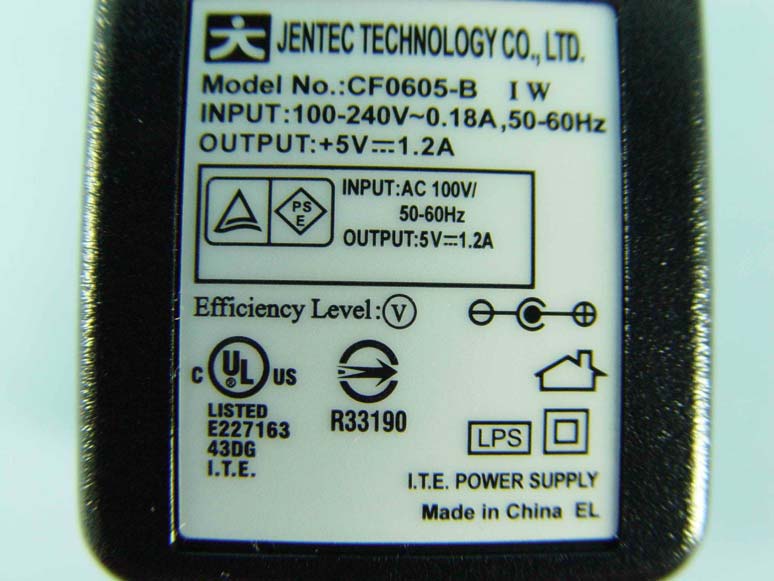 JENTEC TECHNOLOGY CO., LTD.
Model No.:CF0605-B I W
INPUT:100-240V~0.18A,50-60Hz
OUTPUT:+5V⎓1.2A
PS
E
INPUT:AC 100V/
50-60Hz
OUTPUT:5V⎓1.2A
Efficiency Level:V
C UL® US
LISTED
E227163
43DG
I.T.E.
R33190
LPS
I.T.E. POWER SUPPLY
Made in China EL